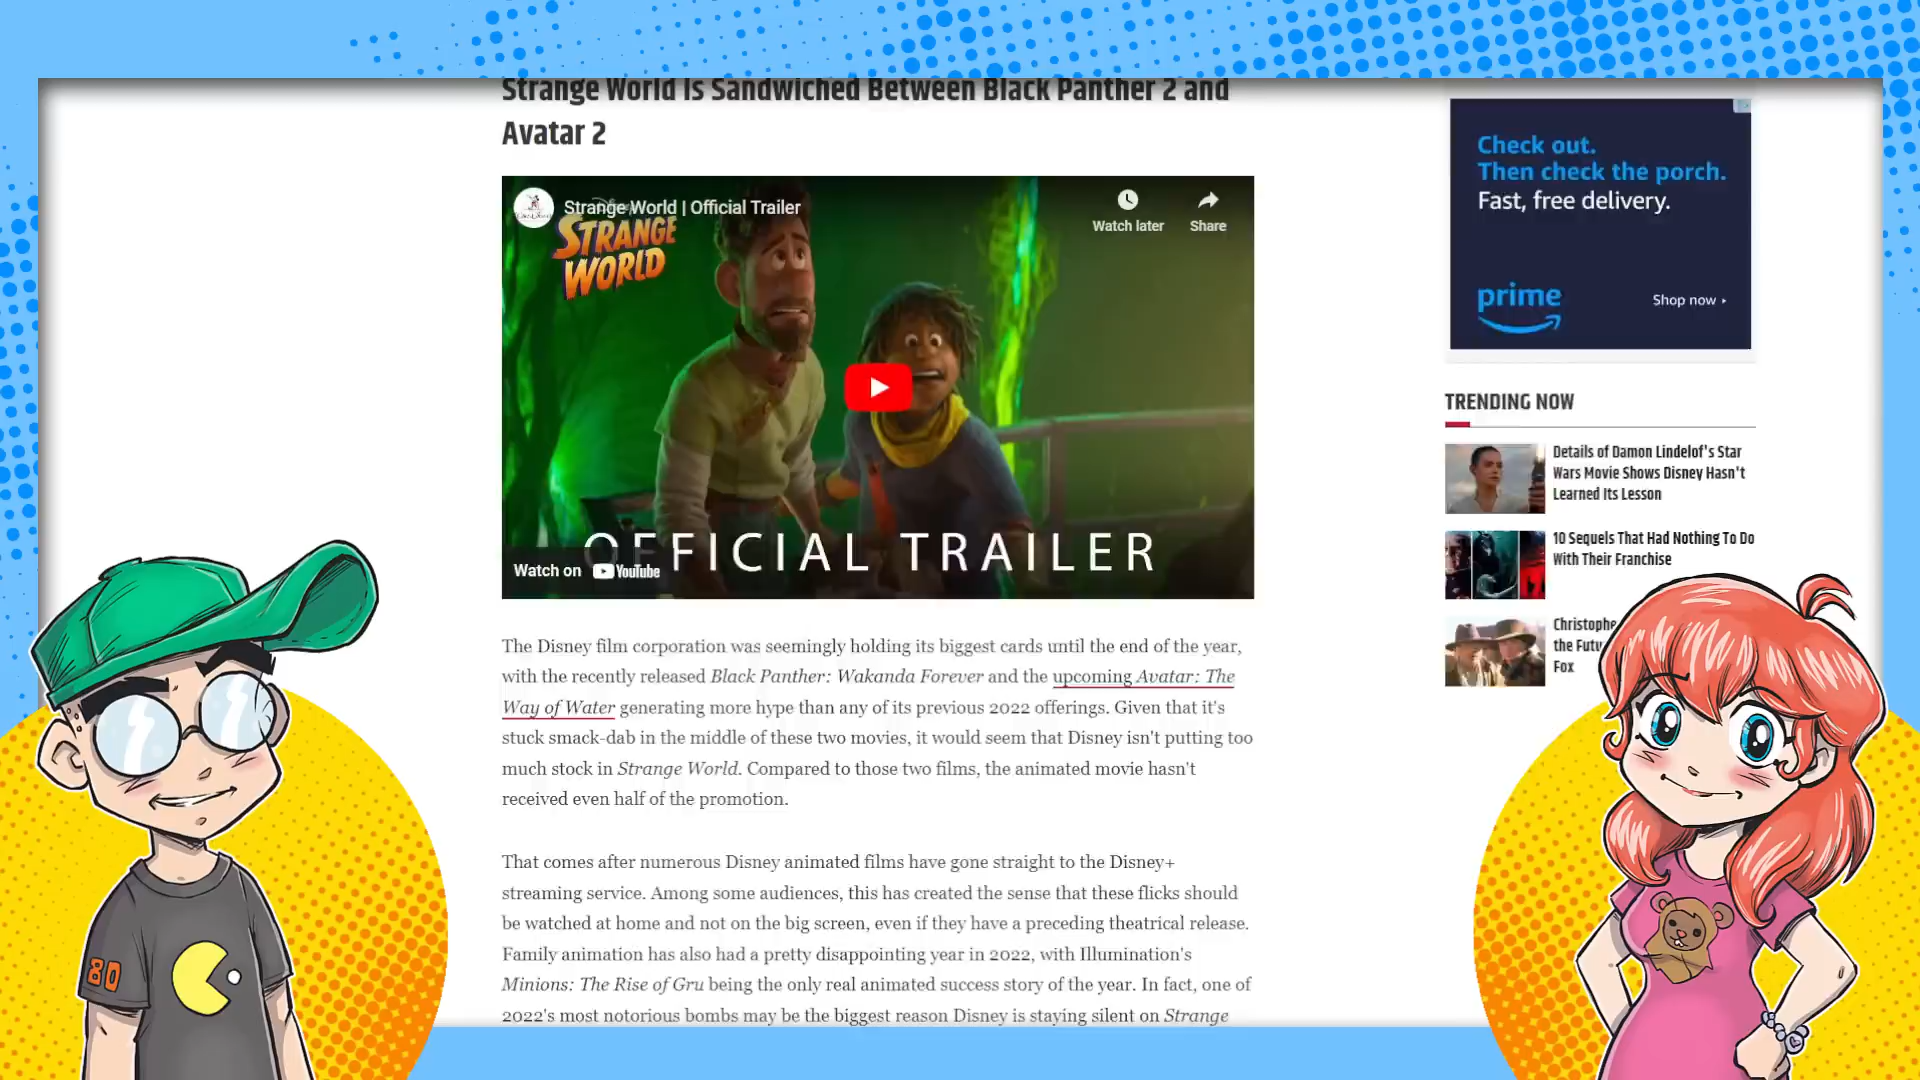 Strange World Is Sandwiched Between Black Panther 2 and
Avatar 2
Strange World | Official Trailer
Watch later
Share
STRANGE
WORLD
OFFICIAL TRAILER
Watch on YouTube
The Disney film corporation was seemingly holding its biggest cards until the end of the year,
with the recently released Black Panther: Wakanda Forever and the upcoming Avatar: The
Way of Water generating more hype than any of its previous 2022 offerings. Given that it's
stuck smack-dab in the middle of these two movies, it would seem that Disney isn't putting too
much stock in Strange World. Compared to those two films, the animated movie hasn't
received even half of the promotion.
That comes after numerous Disney animated films have gone straight to the Disney+
streaming service. Among some audiences, this has created the sense that these flicks should
be watched at home and not on the big screen, even if they have a preceding theatrical release.
Family animation has also had a pretty disappointing year in 2022, with Illumination's
Minions: The Rise of Gru being the only real animated success story of the year. In fact, one of
2022's most notorious bombs may be the biggest reason Disney is staying silent on Strange
Check out.
Then check the porch.
Fast, free delivery.
prime
Shop now
TRENDING NOW
Details of Damon Lindelof's Star
Wars Movie Shows Disney Hasn't
Learned Its Lesson
10 Sequels That Had Nothing To Do
With Their Franchise
Christophe
the Futu
Fox
80